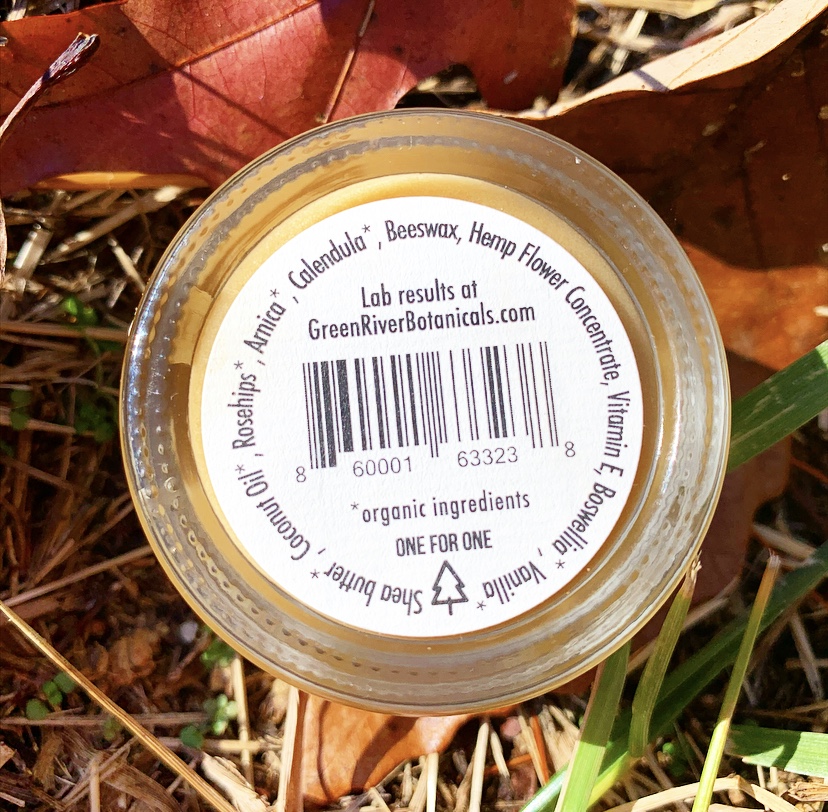 Shea butter*, Coconut Oil*, Rosehips*, Arnica*, Calendula*, Beeswax, Hemp Flower Concentrate, Vitamin E, Boswellia*, Vanilla*
Lab results at
GreenRiverBotanicals.com
8 60001 63323 8
*organic ingredients
ONE FOR ONE